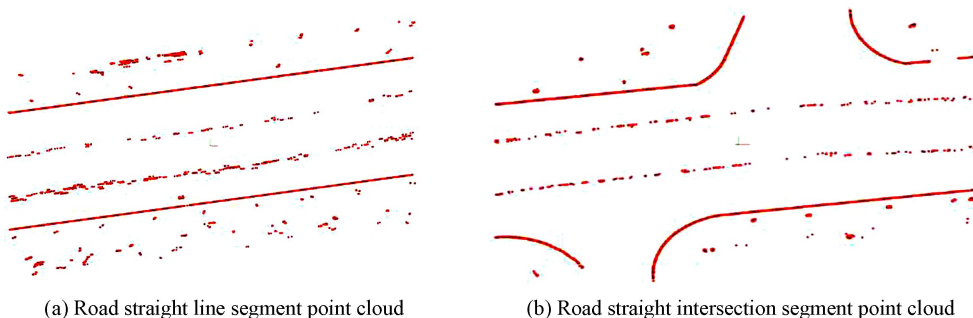 (a) Road straight line segment point cloud
(b) Road straight intersection segment point cloud